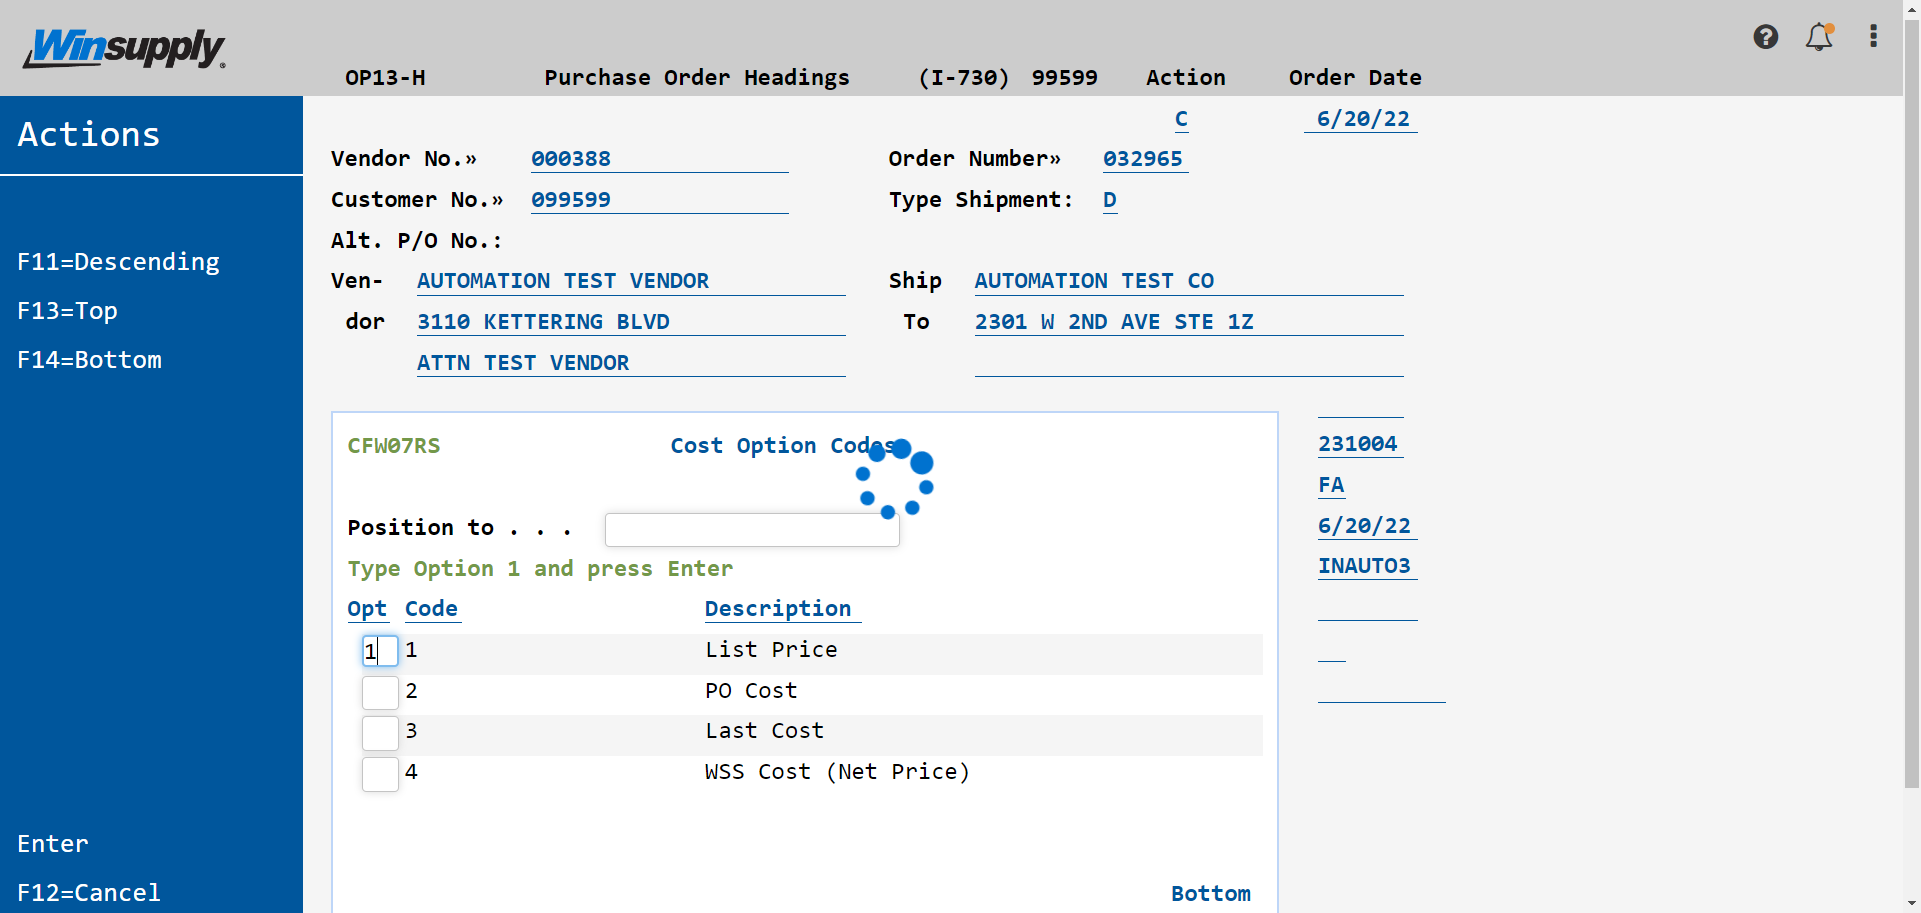 Winsupply
OP13-H Purchase Order Headings (I-730) 99599 Action Order Date
Actions
C 6/20/22
Vendor No.» 000388 Order Number» 032965
Customer No.» 099599 Type Shipment: D
Alt. P/O No.:
Ven- AUTOMATION TEST VENDOR Ship AUTOMATION TEST CO
dor 3110 KETTERING BLVD To 2301 W 2ND AVE STE 1Z
ATTN TEST VENDOR
F11=Descending
F13=Top
F14=Bottom
CFW07RS Cost Option Codes
231004
FA
Position to . . .
6/20/22
Type Option 1 and press Enter
INAUTO3
Opt Code Description
1 1 List Price
2 PO Cost
3 Last Cost
4 WSS Cost (Net Price)
Bottom
Enter
F12=Cancel